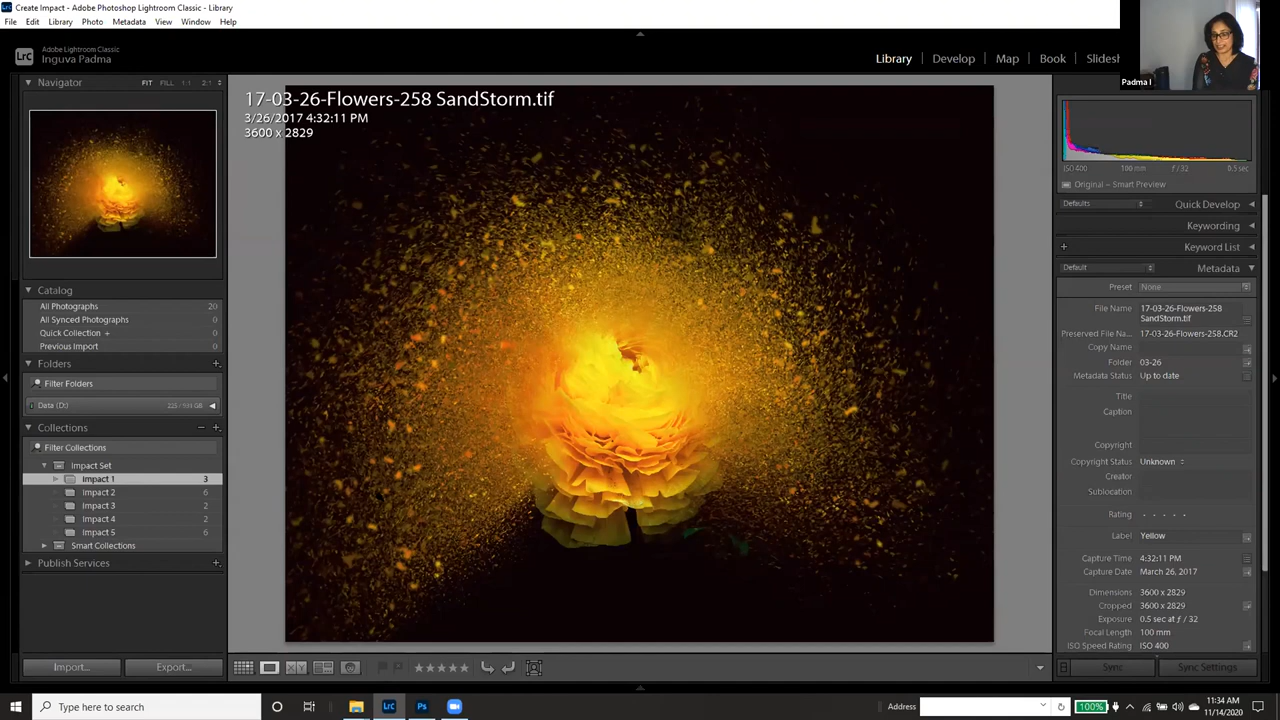 Create Impact - Adobe Photoshop Lightroom Classic - Library
File Edit Library Photo Metadata View Window Help
Padma I
Lrc
Adobe Lightroom Classic
Inguva Padma
Library Develop Map Book Slidesh
Navigator FIT FILL 1:1 2:1
Catalog
All Photographs 20
All Synced Photographs 0
Quick Collection + 0
Previous Import 0
Folders
Filter Folders
Data (D:) 225 / 931 GB
Collections
Filter Collections
Impact Set
Impact 1 3
Impact 2 6
Impact 3 2
Impact 4 2
Impact 5 6
Smart Collections
Publish Services
Import... Export...
17-03-26-Flowers-258 SandStorm.tif
3/26/2017 4:32:11 PM
3600 x 2829
ISO 400 100 mm f / 32 0.5 sec
Original - Smart Preview
Defaults Quick Develop
Keywording
Keyword List
Default Metadata
Preset None
File Name 17-03-26-Flowers-258
SandStorm.tif
Preserved File Na... 17-03-26-Flowers-258.CR2
Copy Name
Folder 03-26
Metadata Status Up to date
Title
Caption
Copyright
Copyright Status Unknown
Creator
Sublocation
Rating
Label Yellow
Capture Time 4:32:11 PM
Capture Date March 26, 2017
Dimensions 3600 x 2829
Cropped 3600 x 2829
Exposure 0.5 sec at f / 32
Focal Length 100 mm
ISO Speed Rating ISO 400
Sync Sync Settings
Type here to search
Lrc Ps
Address
100%
11:34 AM
11/14/2020